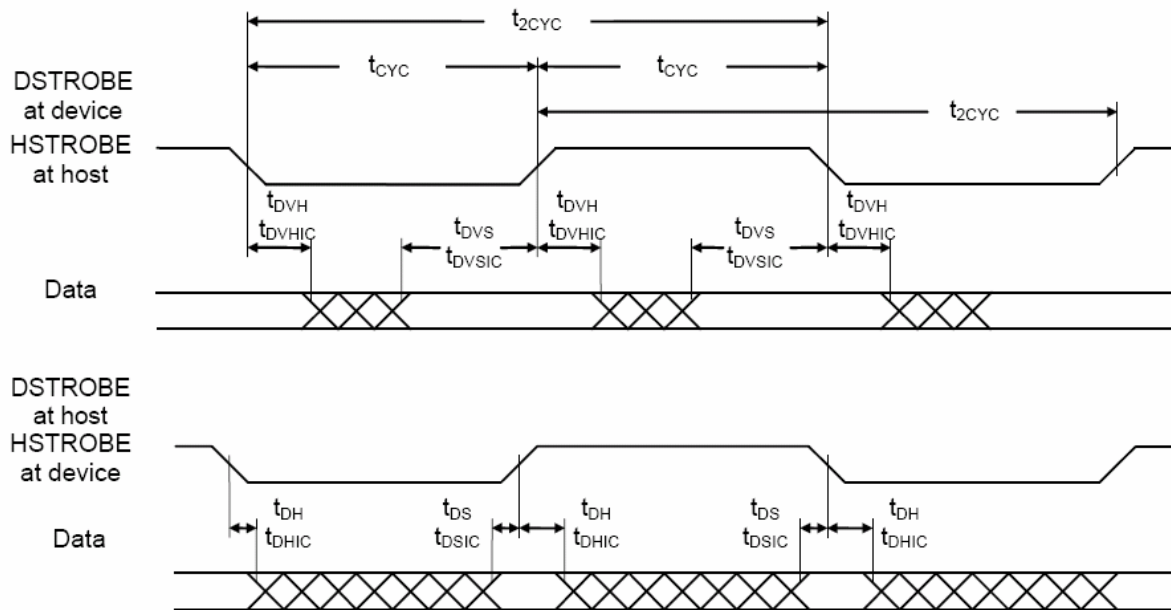 t2CYC
tCYC tCYC
DSTROBE
at device
t2CYC
HSTROBE
at host
tDVH tDVH tDVH
tDVHIC tDVS tDVHIC tDVS tDVHIC
tDVSIC tDVSIC
Data
DSTROBE
at host
HSTROBE
at device
tDH tDS tDH tDS tDH
tDHIC tDSIC tDHIC tDSIC tDHIC
Data